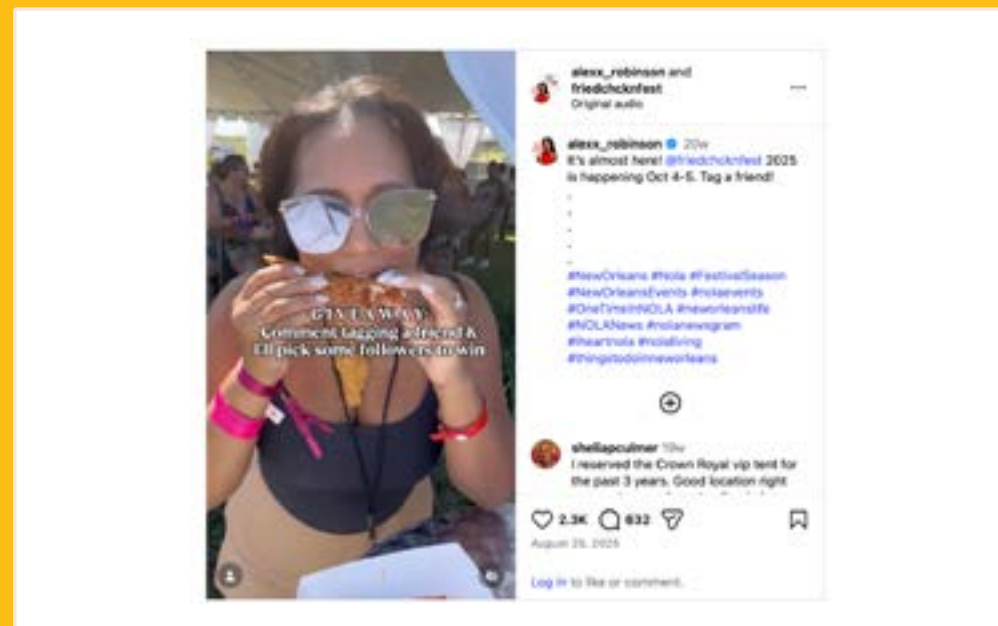 GIVEAWAY:
Comment tagging a friend &
I'll pick some followers to win
alexx_robinson and
friedchcknfest
Original audio
alexx_robinson 20w
It's almost here! @friedchcknfest 2025
is happening Oct 4-5. Tag a friend!
.
.
.
.
.
#NewOrleans #Nola #FestivalSeason
#NewOrleansEvents #nolaevents
#OneTimeInNOLA #neworleanslife
#NOLANews #nolanewsgram
#iheartnola #nolaliving
#thingstodoinneworleans
shellapculmer 19w
I reserved the Crown Royal vip tent for
the past 3 years. Good location right
2.3K 632
August 25, 2025
Log in to like or comment.